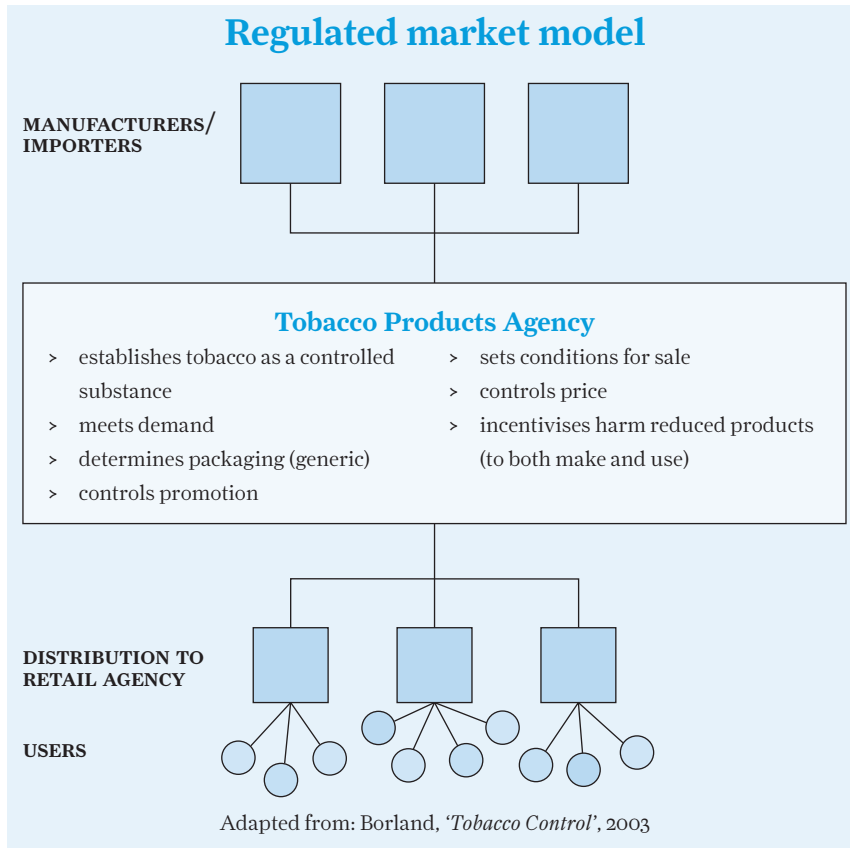 Regulated market model
MANUFACTURERS/
IMPORTERS
Tobacco Products Agency
> establishes tobacco as a controlled
substance
> meets demand
> determines packaging (generic)
> controls promotion
> sets conditions for sale
> controls price
> incentivises harm reduced products
(to both make and use)
DISTRIBUTION TO
RETAIL AGENCY
USERS
Adapted from: Borland, ‘Tobacco Control’, 2003